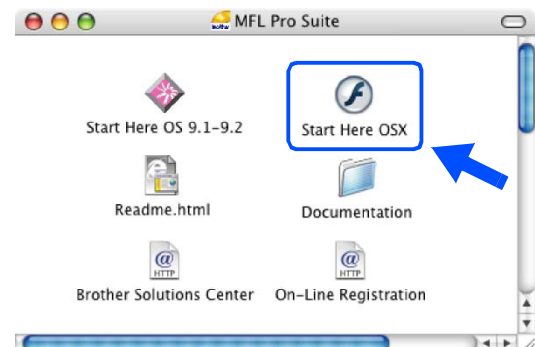 MFL Pro Suite
Start Here OS 9.1-9.2
Start Here OSX
Readme.html
Documentation
HTTP
HTTP
Brother Solutions Center
On-Line Registration